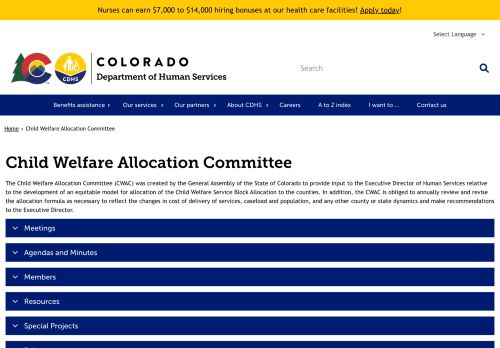 Nurses can earn $7,000 to $14,000 hiring bonuses at our health care facilities! Apply today!
Select Language
CDHS
COLORADO
Department of Human Services
Search
Benefits assistance
Our services
Our partners
About CDHS
Careers
A to Z index
I want to ...
Contact us
Home › Child Welfare Allocation Committee
Child Welfare Allocation Committee
The Child Welfare Allocation Committee (CWAC) was created by the General Assembly of the State of Colorado to provide input to the Executive Director of Human Services relative
to the development of an equitable model for allocation of the Child Welfare Service Block Allocation to the counties. In addition, the CWAC is obliged to annually review and revise
the allocation formula as necessary to reflect the changes in cost of delivery of services, caseload and population, and any other county or state dynamics and make recommendations
to the Executive Director.
Meetings
Agendas and Minutes
Members
Resources
Special Projects